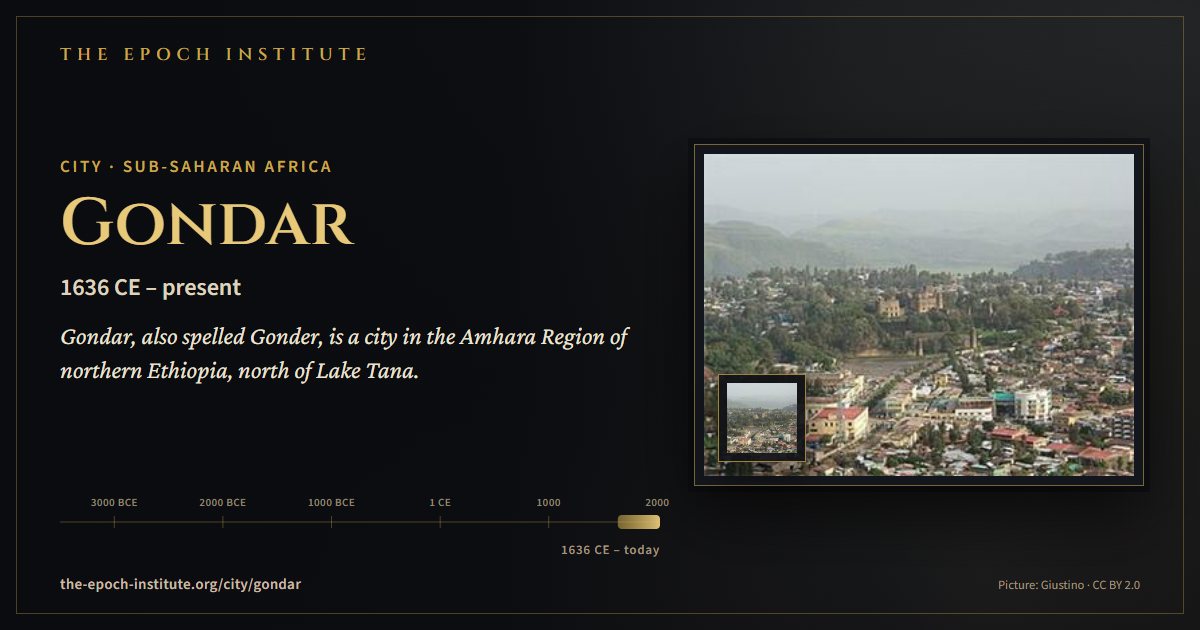 THE EPOCH INSTITUTE
CITY · SUB-SAHARAN AFRICA
GONDAR
1636 CE – present
Gondar, also spelled Gonder, is a city in the Amhara Region of
northern Ethiopia, north of Lake Tana.
3000 BCE 2000 BCE 1000 BCE 1 CE 1000 2000
1636 CE – today
the-epoch-institute.org/city/gondar
Picture: Giustino · CC BY 2.0